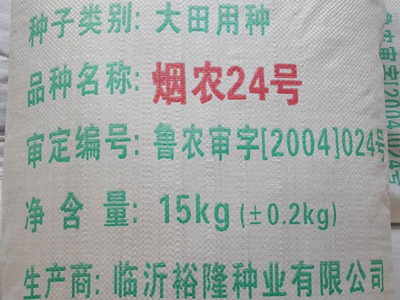 种子类别: 大田用种
品种名称: 烟农24号
审定编号: 鲁农审字[2004]024号
净含量: 15kg (±0.2kg)
生产商: 临沂裕隆种业有限公司